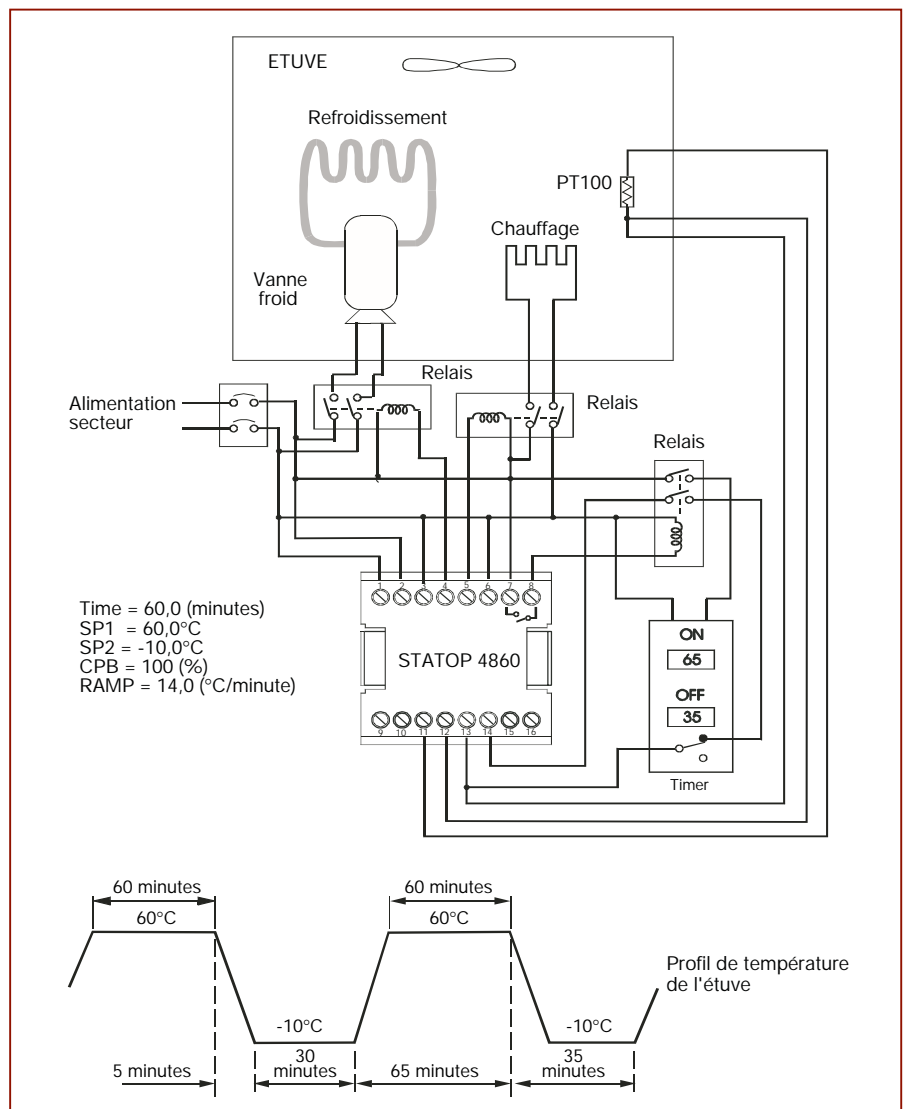 ETUVE
Refroidissement
PT100
Chauffage
Vanne
froid
Relais
Alimentation
secteur
Relais
Relais
1 2 3 4 5 6 7 8
Time = 60,0 (minutes)
SP1 = 60,0°C
SP2 = -10,0°C
CPB = 100 (%)
RAMP = 14,0 (°C/minute)
STATOP 4860
ON
65
OFF
35
9 10 11 12 13 14 15 16
Timer
60 minutes
60 minutes
60°C
60°C
Profil de température
de l'étuve
-10°C
-10°C
5 minutes
30
minutes
65 minutes
35
minutes